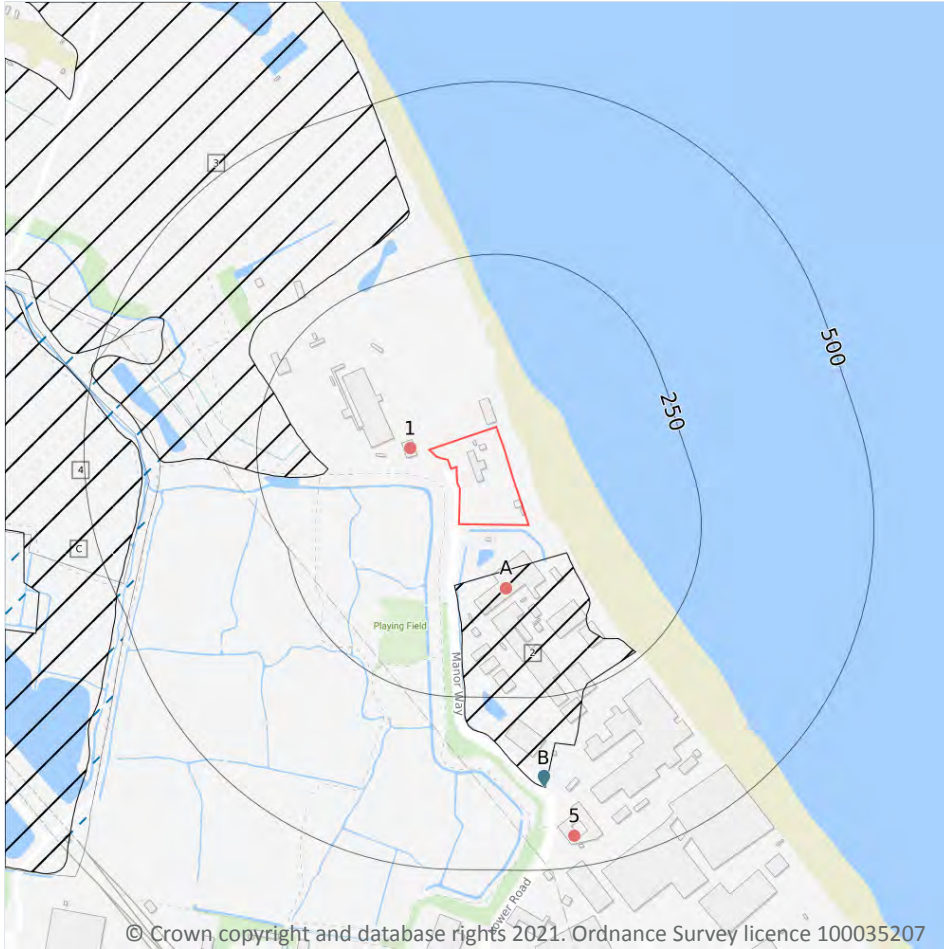 3
500
250
1
4
C
A
Playing Field
2
Manor Way
B
5
ower Road
© Crown copyright and database rights 2021. Ordnance Survey licence 100035207